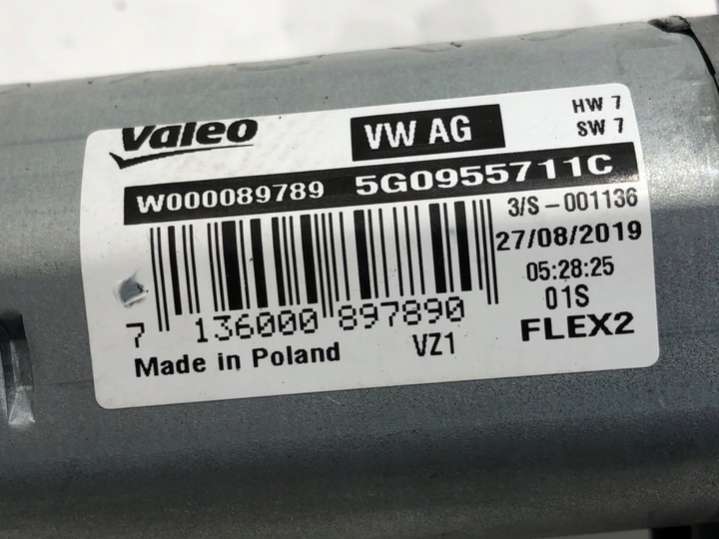 Valeo
VW AG
HW 7
SW 7
W000089789 5G0955711C
3/S-001136
27/08/2019
05:28:25
01S
7 136000 897890
Made in Poland
VZ1
FLEX2